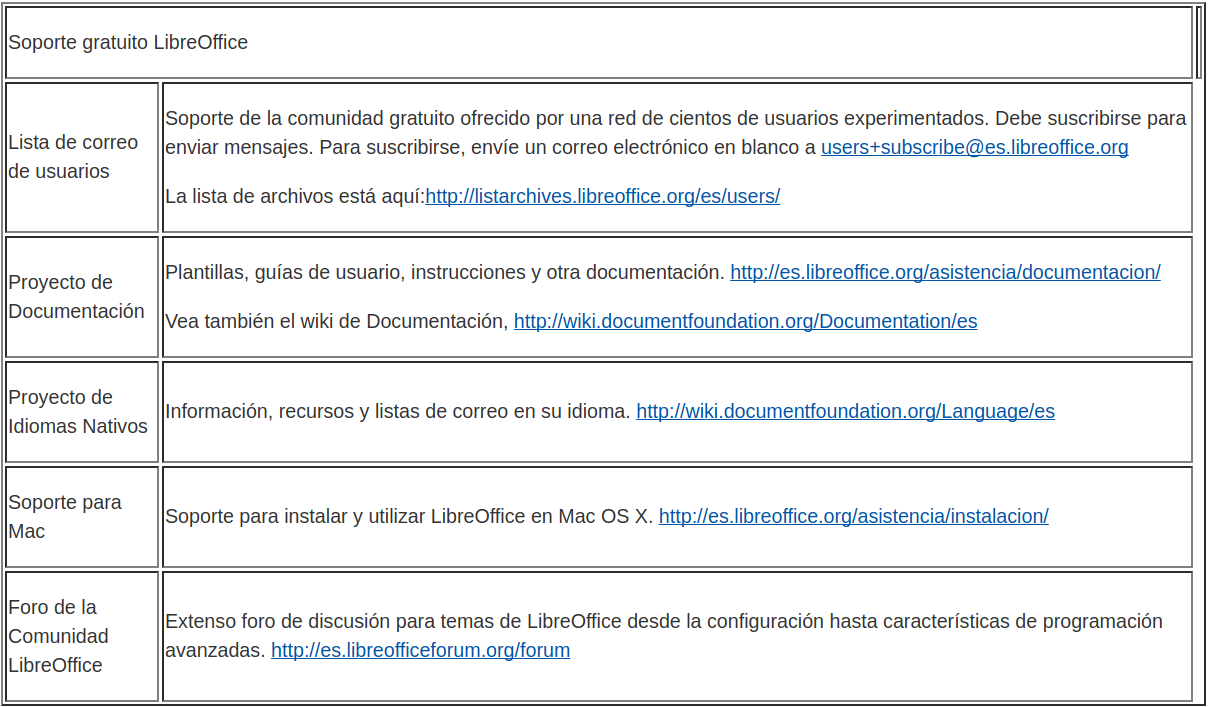 Soporte gratuito LibreOffice
Lista de correo
de usuarios
Soporte de la comunidad gratuito ofrecido por una red de cientos de usuarios experimentados. Debe suscribirse para
enviar mensajes. Para suscribirse, envíe un correo electrónico en blanco a users+subscribe@es.libreoffice.org
La lista de archivos está aquí:http://listarchives.libreoffice.org/es/users/
Proyecto de
Documentación
Plantillas, guías de usuario, instrucciones y otra documentación. http://es.libreoffice.org/asistencia/documentacion/
Vea también el wiki de Documentación, http://wiki.documentfoundation.org/Documentation/es
Proyecto de
Idiomas Nativos
Información, recursos y listas de correo en su idioma. http://wiki.documentfoundation.org/Language/es
Soporte para
Mac
Soporte para instalar y utilizar LibreOffice en Mac OS X. http://es.libreoffice.org/asistencia/instalacion/
Foro de la
Comunidad
LibreOffice
Extenso foro de discusión para temas de LibreOffice desde la configuración hasta características de programación
avanzadas. http://es.libreofficeforum.org/forum